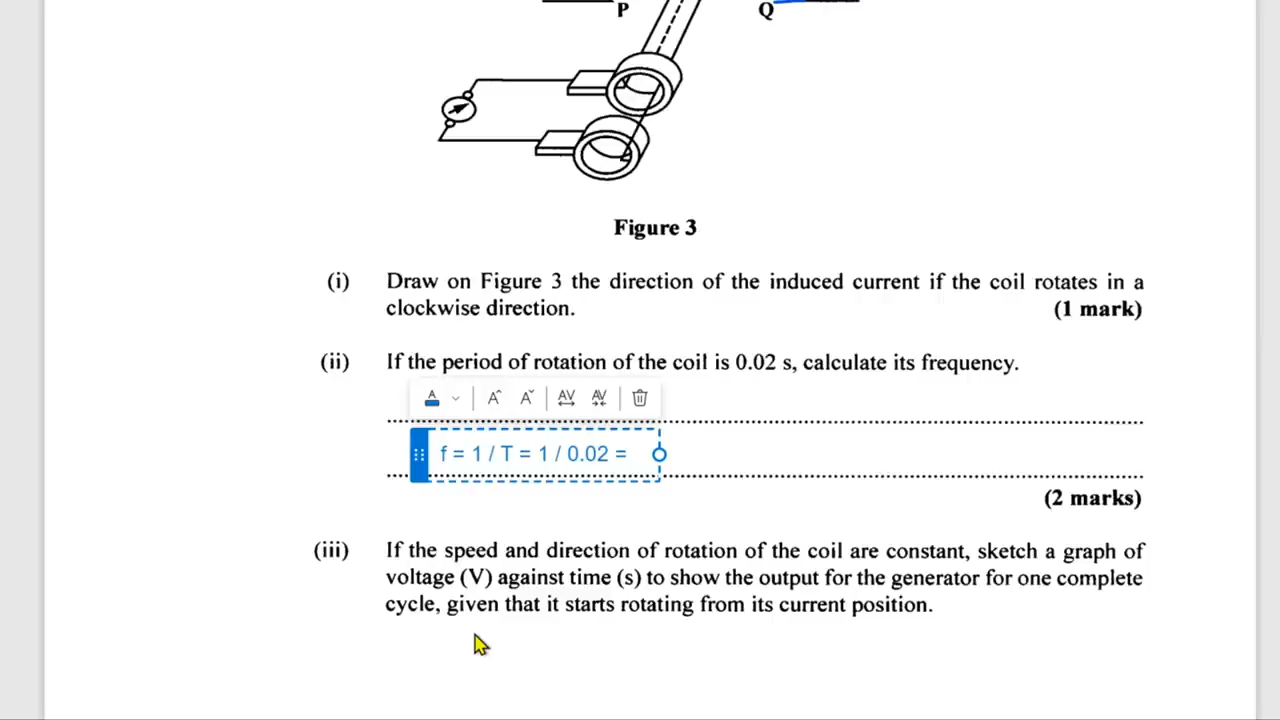 P Q
Figure 3
(i) Draw on Figure 3 the direction of the induced current if the coil rotates in a
clockwise direction. (1 mark)
(ii) If the period of rotation of the coil is 0.02 s, calculate its frequency.
A A^ Aˇ AV AV
f = 1 / T = 1 / 0.02 =
(2 marks)
(iii) If the speed and direction of rotation of the coil are constant, sketch a graph of
voltage (V) against time (s) to show the output for the generator for one complete
cycle, given that it starts rotating from its current position.